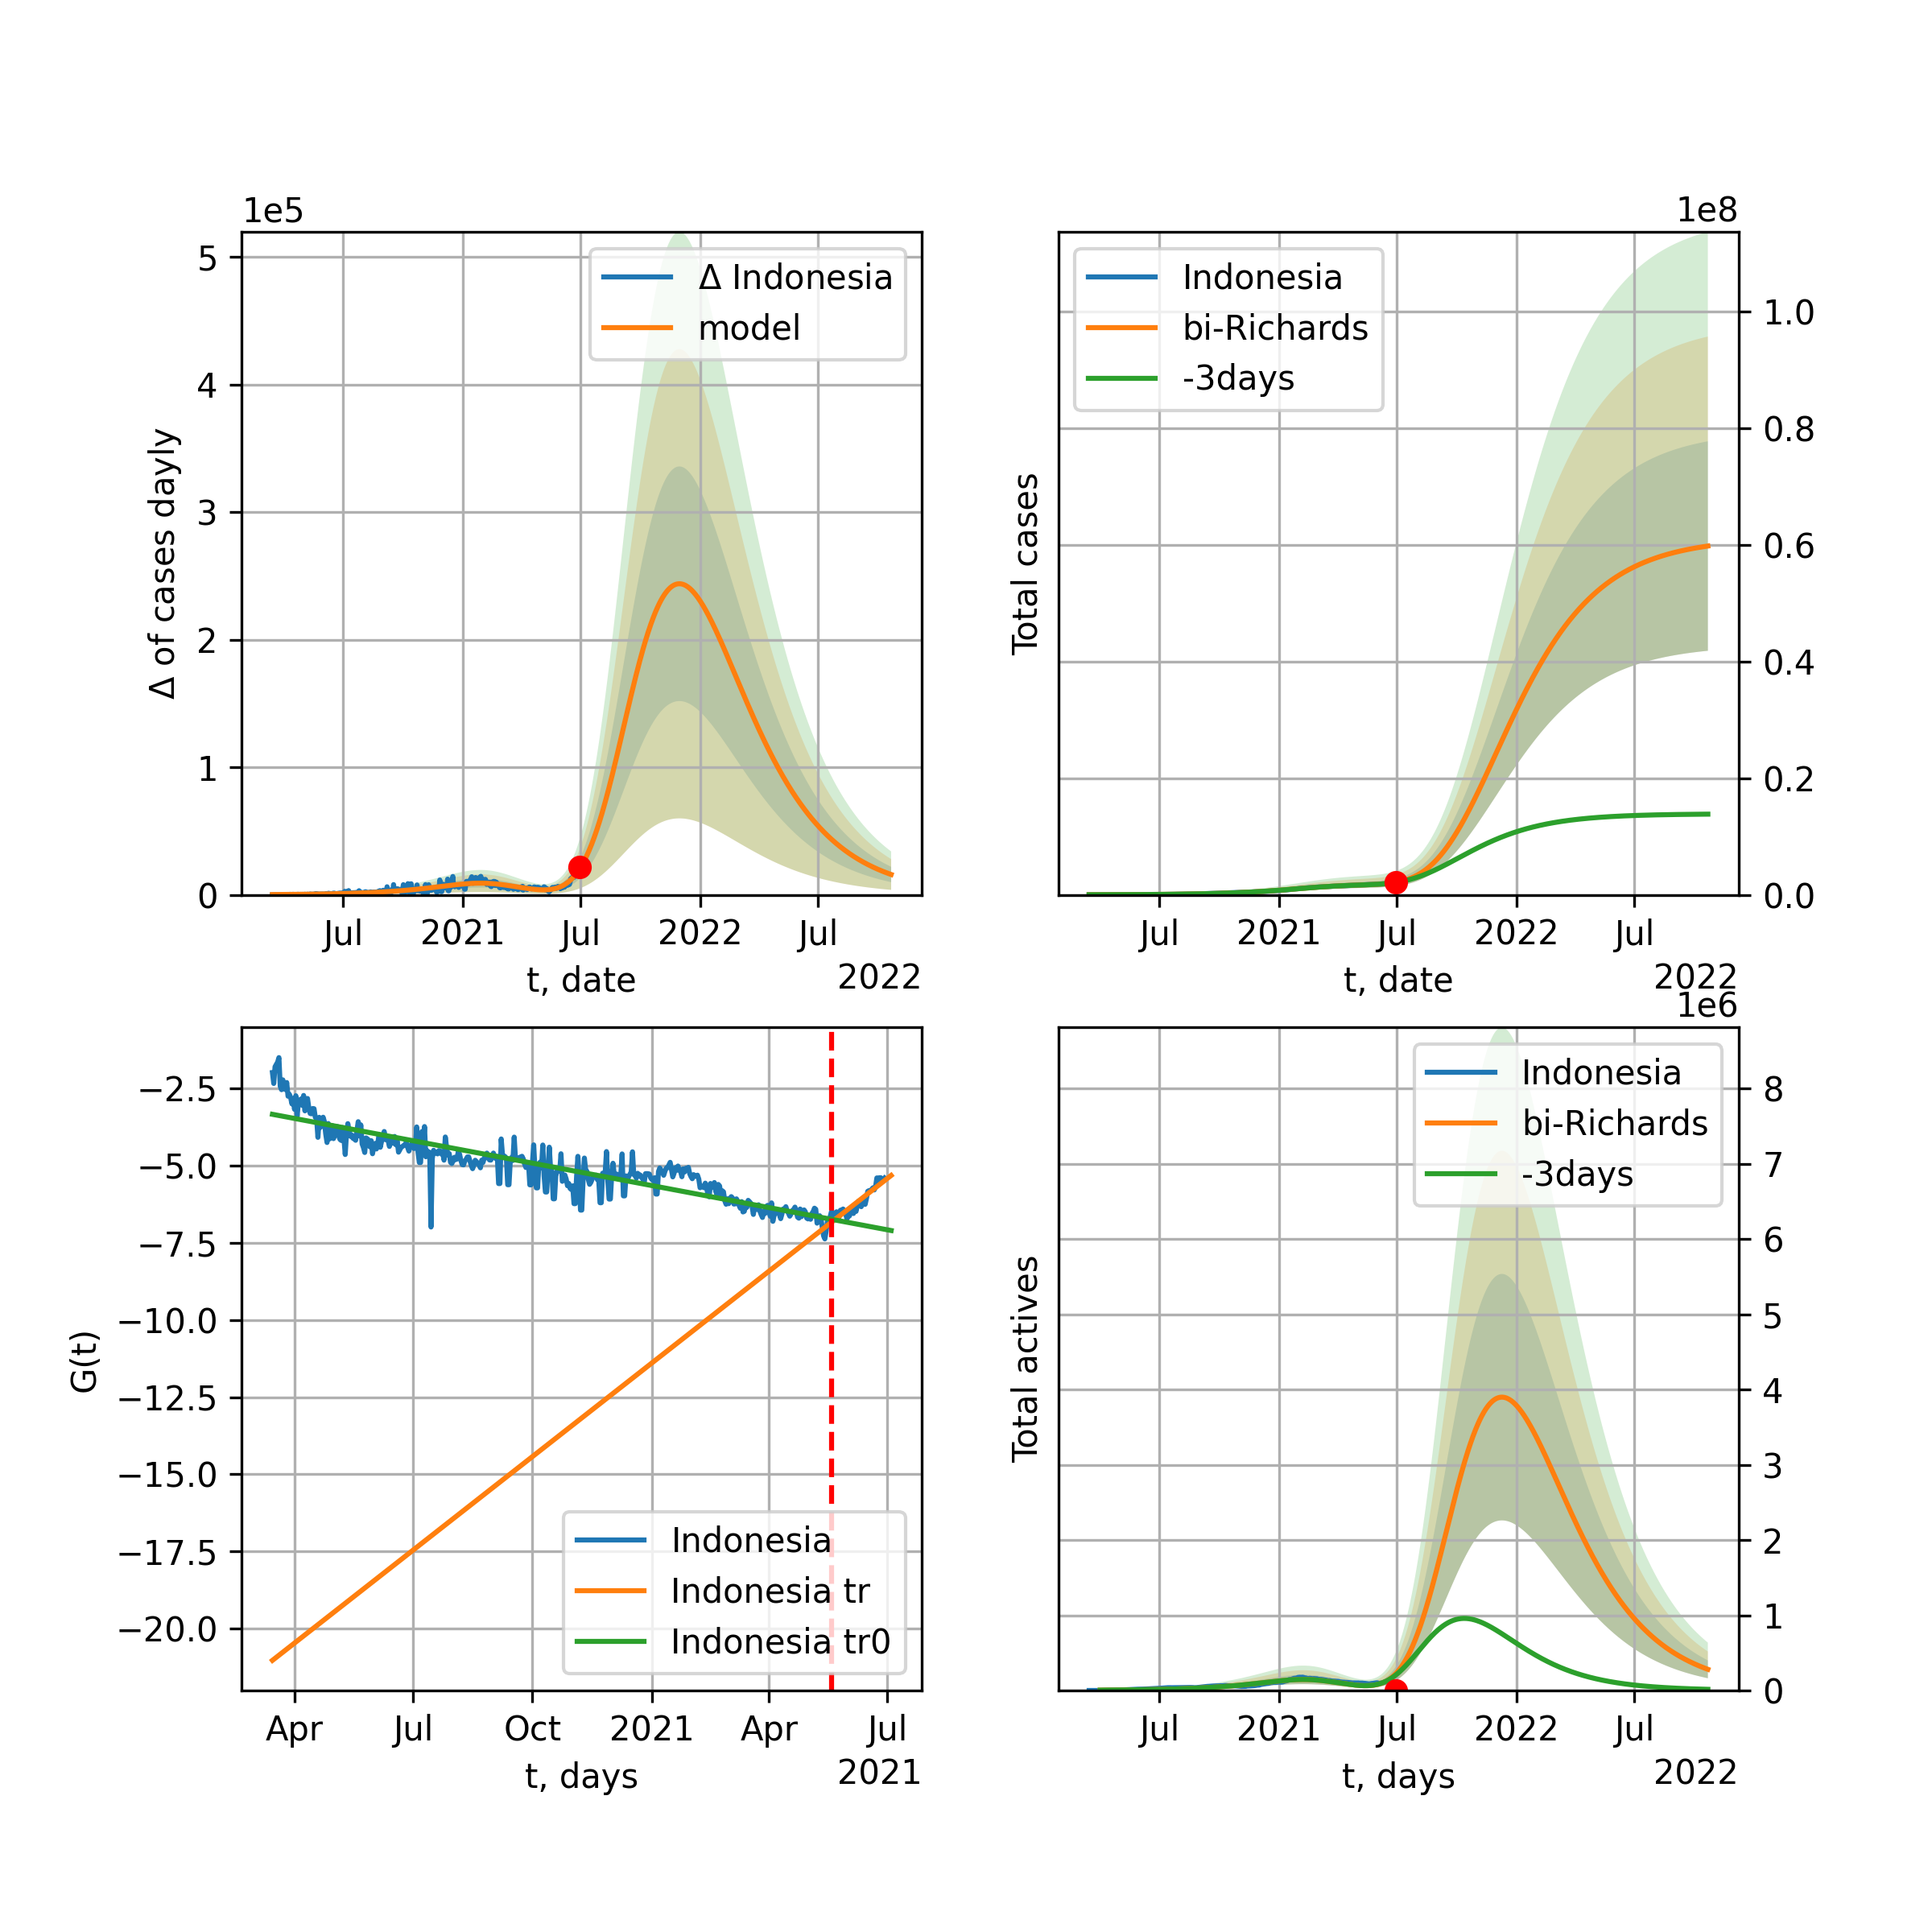 1e5
5
4
3
2
1
0
Δ of cases dayly
Δ Indonesia
model
Jul
2021
Jul
2022
Jul
t, date
2022
1e8
Total cases
Indonesia
bi-Richards
-3days
1.0
0.8
0.6
0.4
0.2
0.0
Jul
2021
Jul
2022
Jul
t, date
2022
G(t)
−2.5
−5.0
−7.5
−10.0
−12.5
−15.0
−17.5
−20.0
Indonesia
Indonesia tr
Indonesia tr0
Apr
Jul
Oct
2021
Apr
Jul
t, days
2021
1e6
Total actives
Indonesia
bi-Richards
-3days
8
7
6
5
4
3
2
1
0
Jul
2021
Jul
2022
Jul
t, days
2022